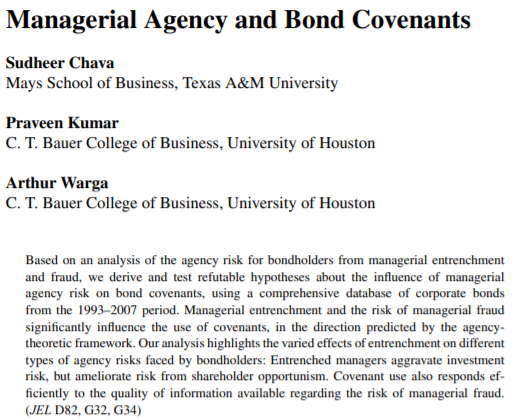 Managerial Agency and Bond Covenants
Sudheer Chava
Mays School of Business, Texas A&M University
Praveen Kumar
C. T. Bauer College of Business, University of Houston
Arthur Warga
C. T. Bauer College of Business, University of Houston
Based on an analysis of the agency risk for bondholders from managerial entrenchment
and fraud, we derive and test refutable hypotheses about the influence of managerial
agency risk on bond covenants, using a comprehensive database of corporate bonds
from the 1993–2007 period. Managerial entrenchment and the risk of managerial fraud
significantly influence the use of covenants, in the direction predicted by the agency-
theoretic framework. Our analysis highlights the varied effects of entrenchment on different
types of agency risks faced by bondholders: Entrenched managers aggravate investment
risk, but ameliorate risk from shareholder opportunism. Covenant use also responds ef-
ficiently to the quality of information available regarding the risk of managerial fraud.
(JEL D82, G32, G34)